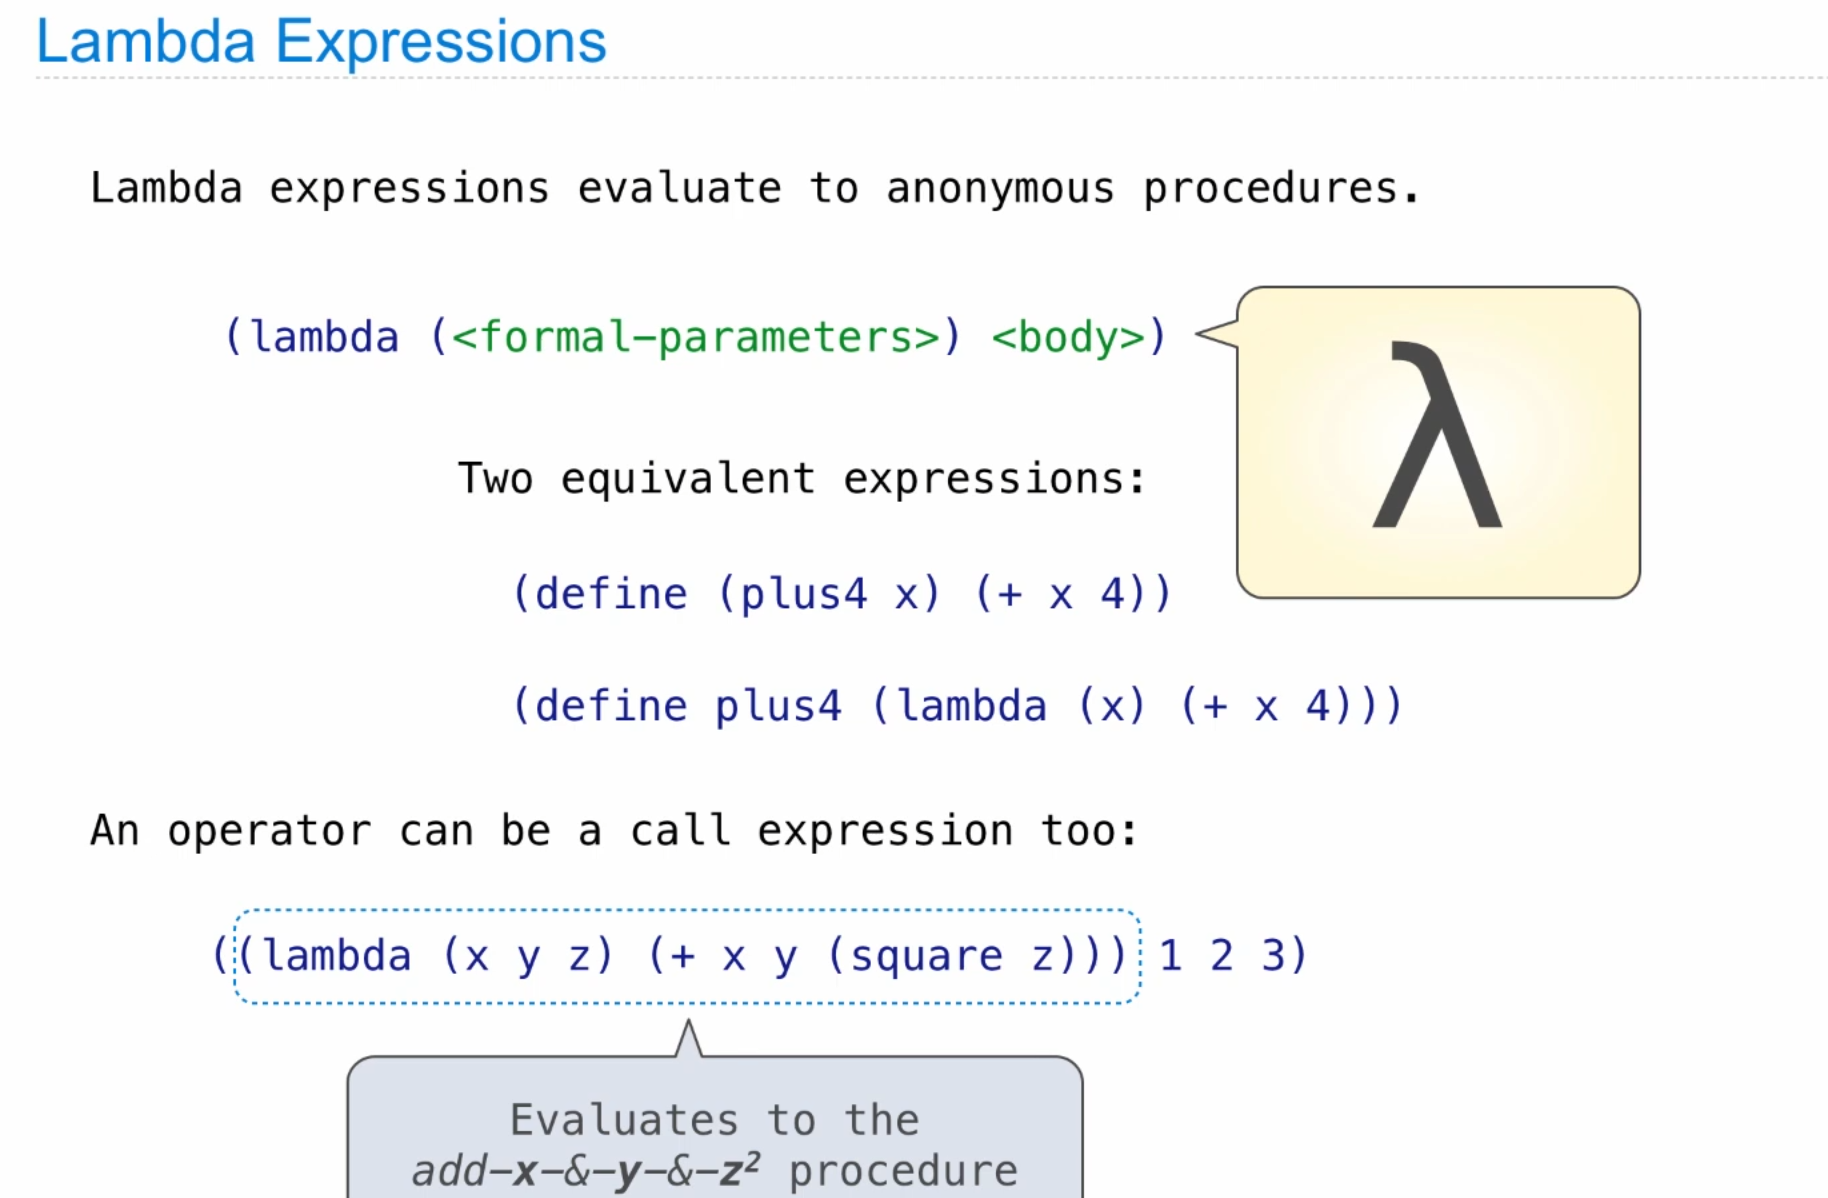 Lambda Expressions
Lambda expressions evaluate to anonymous procedures.
(lambda (<formal-parameters>) <body>)
λ
Two equivalent expressions:
(define (plus4 x) (+ x 4))
(define plus4 (lambda (x) (+ x 4)))
An operator can be a call expression too:
((lambda (x y z) (+ x y (square z))) 1 2 3)
Evaluates to the
add-x-&-y-&-z² procedure